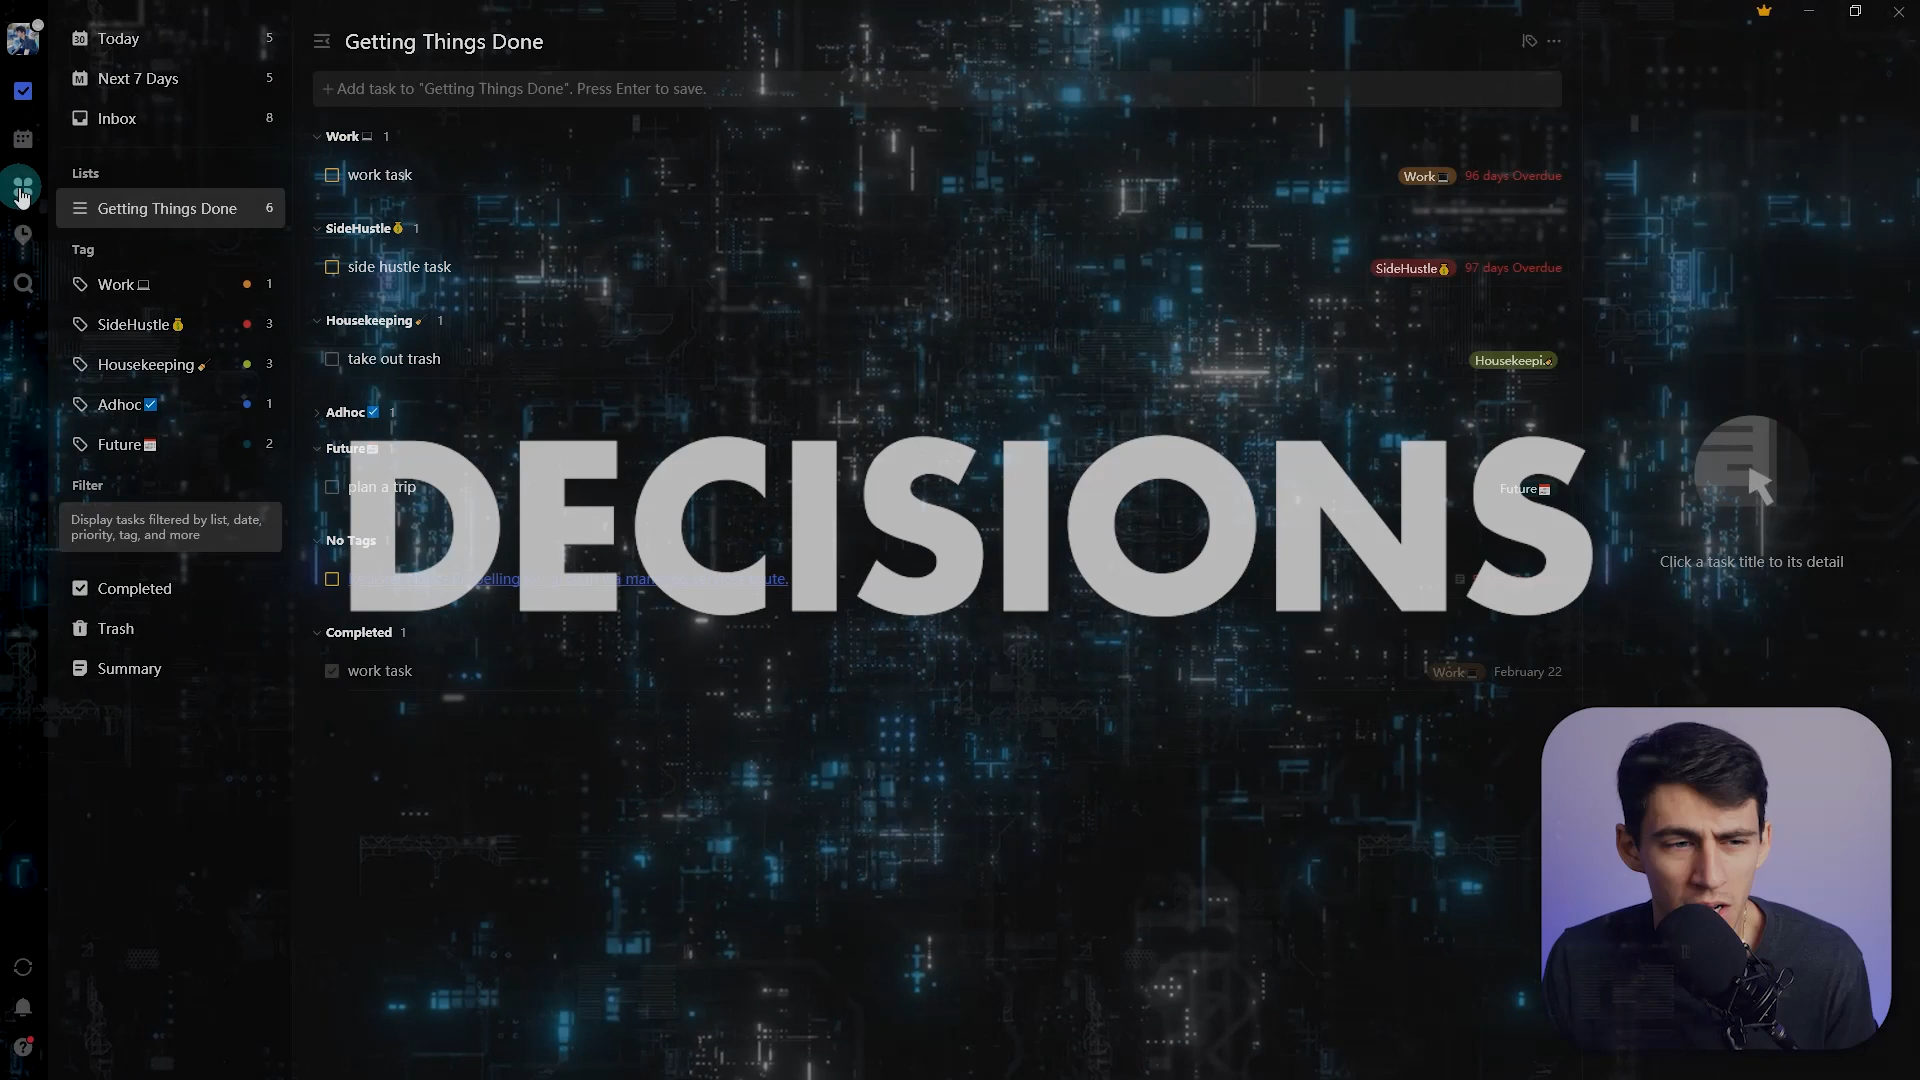 Today 5
Next 7 Days 5
Inbox 8
Lists
Getting Things Done 6
Tag
Work 1
SideHustle 3
Housekeeping 3
Adhoc 1
Future 2
Filter
Display tasks filtered by list, date,
priority, tag, and more
Completed
Trash
Summary
Getting Things Done
+ Add task to "Getting Things Done". Press Enter to save.
Work 1
work task Work 96 days Overdue
SideHustle 1
side hustle task SideHustle 97 days Overdue
Housekeeping 1
take out trash Housekeepi...
Adhoc 1
Future
plan a trip Future
DECISIONS
No Tags
Completed 1
work task Work February 22
Click a task title to its detail